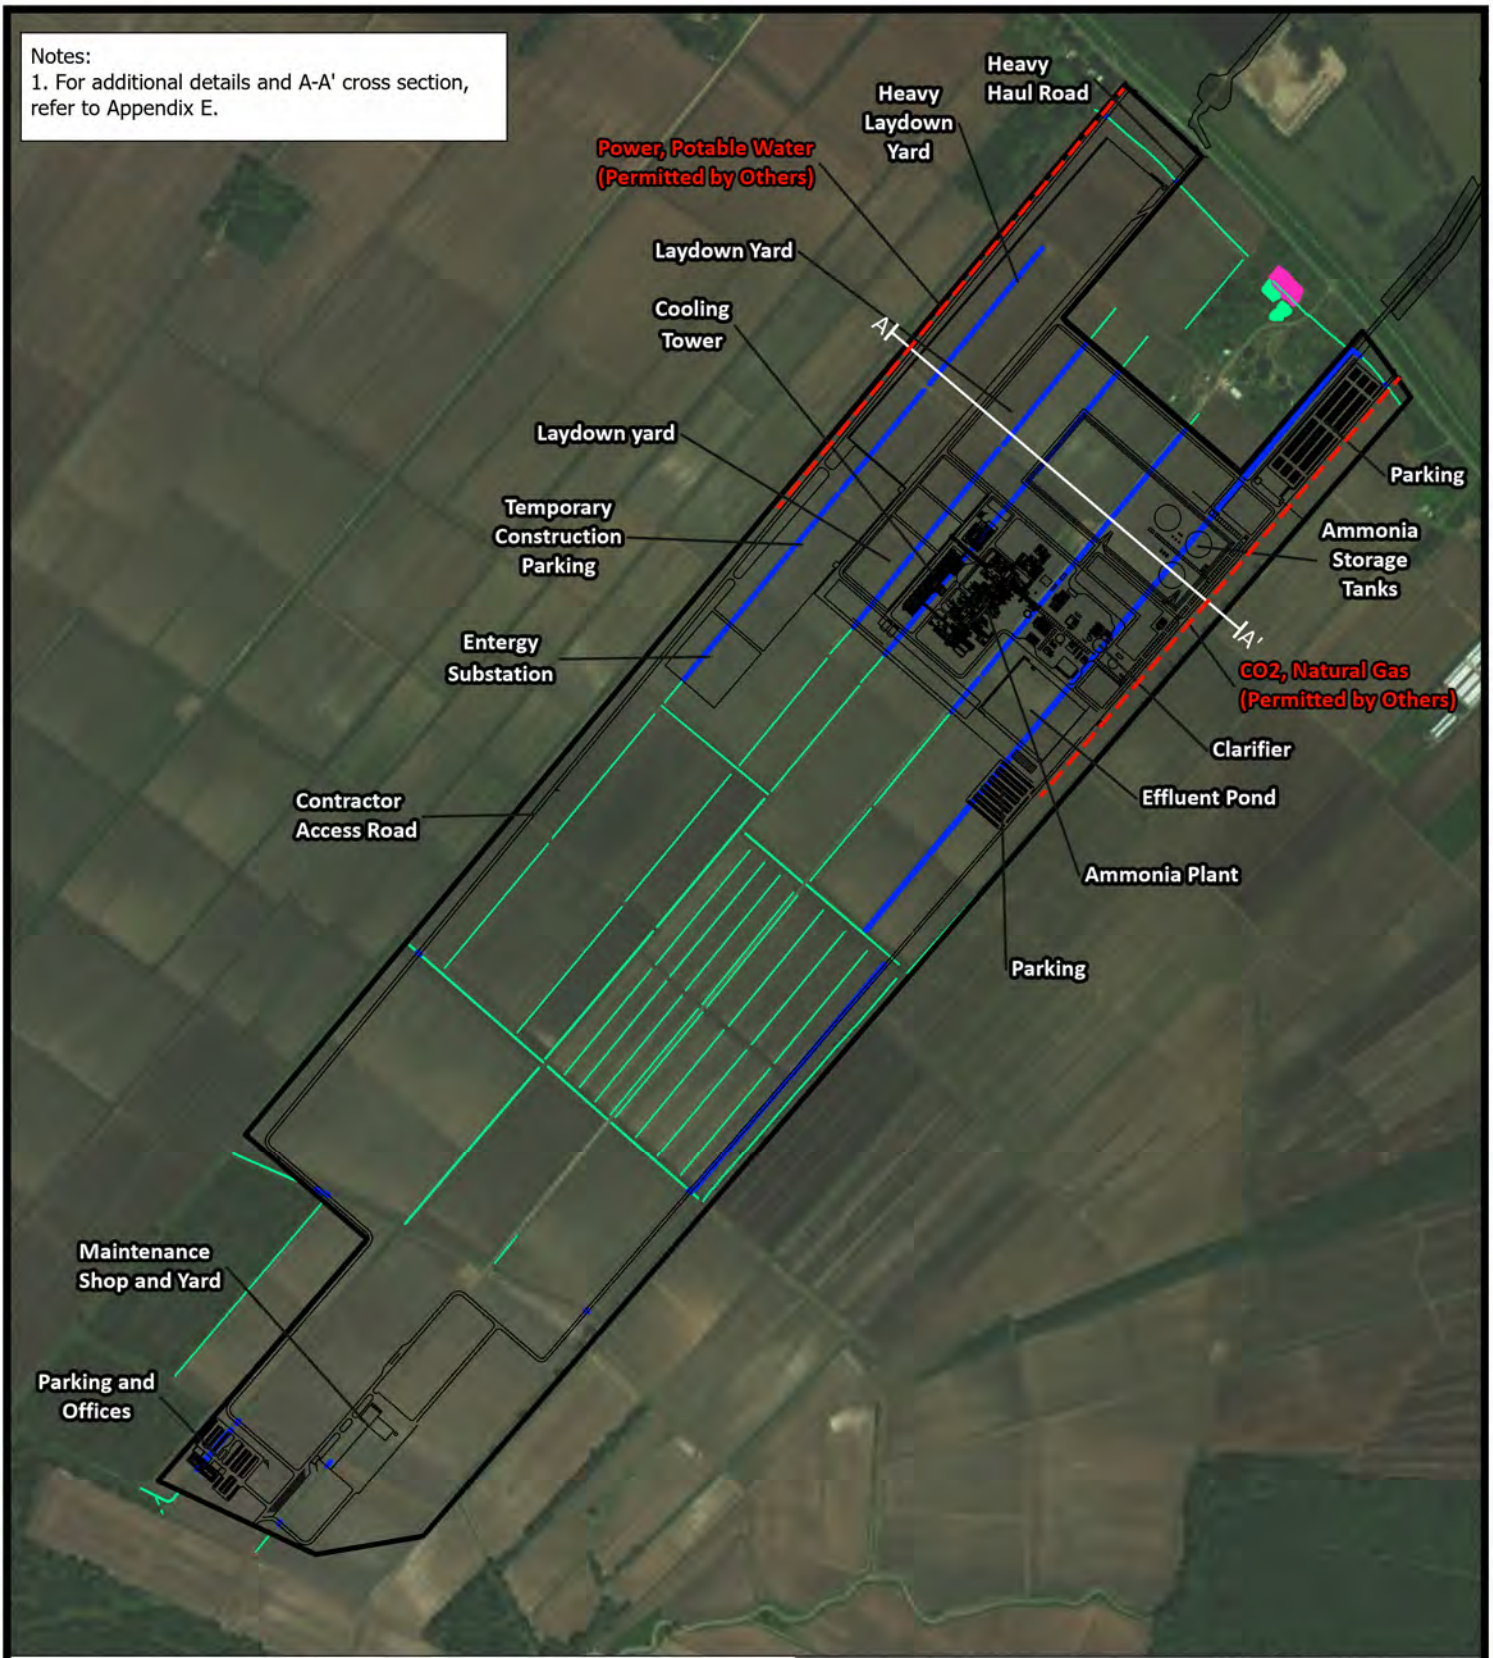 Notes:
1. For additional details and A-A' cross section,
refer to Appendix E.
Heavy
Haul Road
Heavy
Laydown
Yard
Power, Potable Water
(Permitted by Others)
Laydown Yard
Cooling
Tower
A
Laydown yard
Parking
Temporary
Construction
Parking
Ammonia
Storage
Tanks
Entergy
Substation
A'
CO2, Natural Gas
(Permitted by Others)
Clarifier
Effluent Pond
Contractor
Access Road
Ammonia Plant
Parking
Maintenance
Shop and Yard
Parking and
Offices